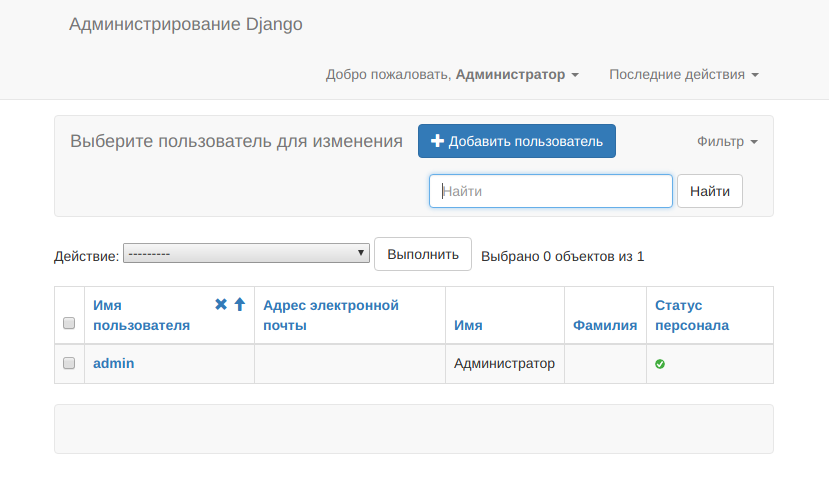 Администрирование Django
Добро пожаловать, Администратор
Последние действия
Выберите пользователь для изменения
Добавить пользователь
Фильтр
Найти
Найти
Действие: ---------
Выполнить
Выбрано 0 объектов из 1
Имя
пользователя
Адрес электронной
почты
Имя
Фамилия
Статус
персонала
admin
Администратор